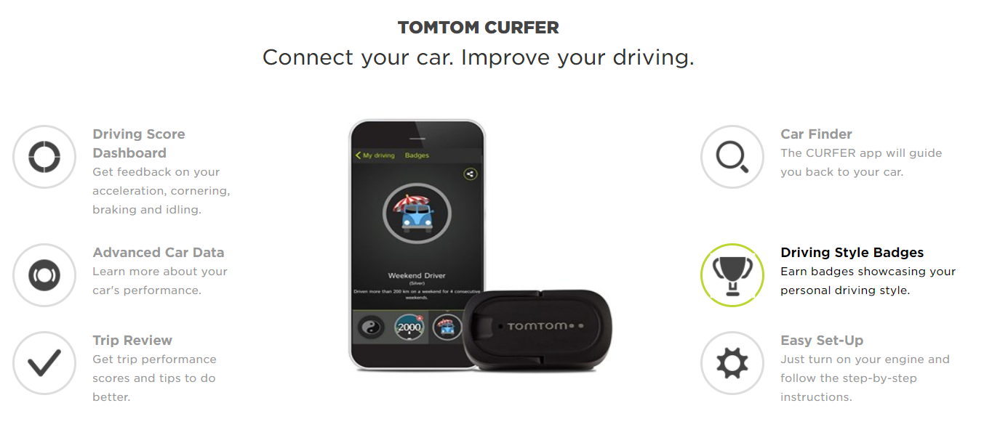 TOMTOM CURFER
Connect your car. Improve your driving.
Driving Score
Dashboard
Get feedback on your
acceleration, cornering,
braking and idling.
Advanced Car Data
Learn more about your
car's performance.
Trip Review
Get trip performance
scores and tips to do
better.
My driving Badges
Weekend Driver
(Silver)
Driven more than 200 km on a weekend for 4 consecutive
weekends.
2000
TOMTOM
Car Finder
The CURFER app will guide
you back to your car.
Driving Style Badges
Earn badges showcasing your
personal driving style.
Easy Set-Up
Just turn on your engine and
follow the step-by-step
instructions.